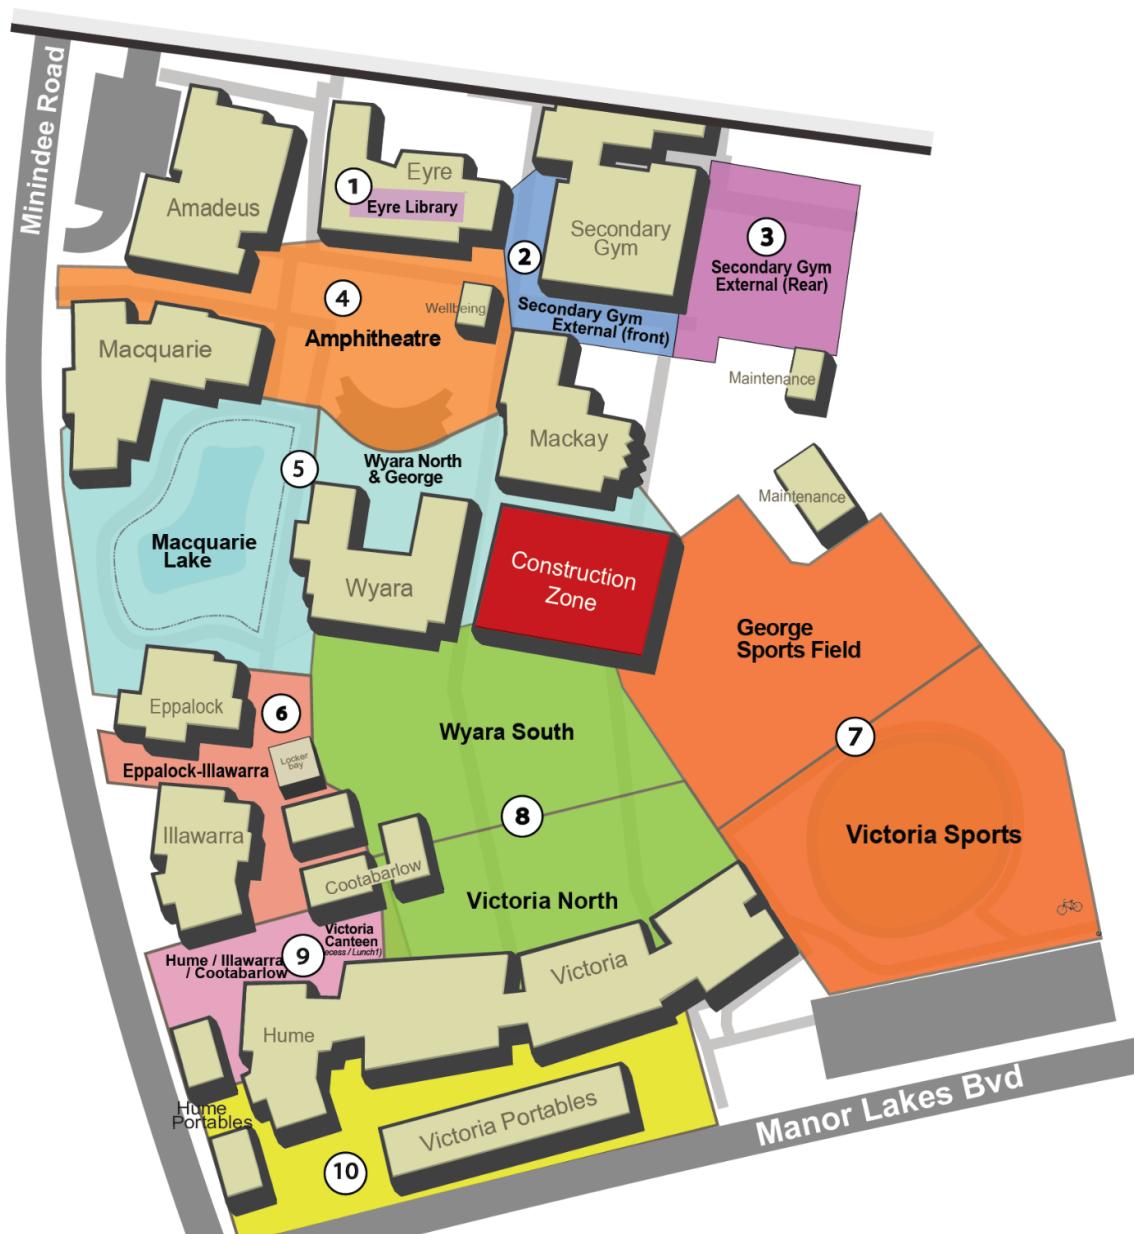 Minindee Road
Amadeus
1
Eyre
Eyre Library
2
Secondary
Gym
3
Secondary Gym
External (Rear)
4
Amphitheatre
Wellbeing
Secondary Gym
External (front)
Macquarie
Maintenance
Mackay
5
Wyara North
& George
Maintenance
Macquarie
Lake
Wyara
Construction
Zone
George
Sports Field
Eppalock
6
Wyara South
7
Locker
bay
Eppalock-Illawarra
8
Illawarra
Victoria Sports
Cootabarlow
Victoria North
Victoria
Canteen
ecess / Lunch1)
9
Hume / Illawarra
/ Cootabarlow
Victoria
Hume
Hume
Portables
Victoria Portables
Manor Lakes Bvd
10